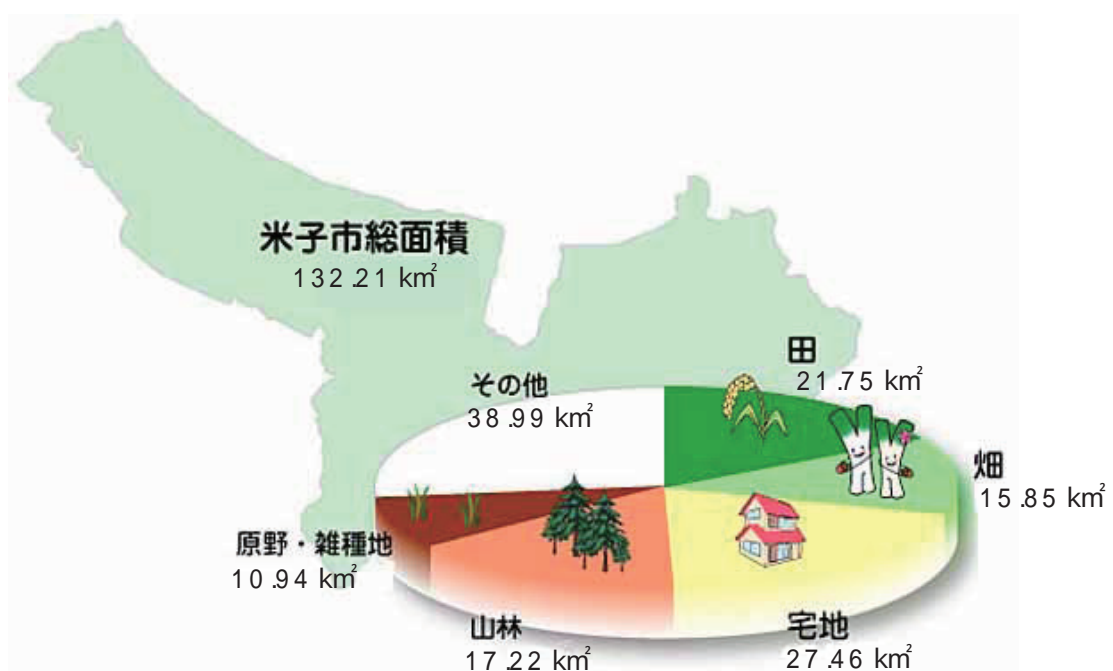 米子市総面積
132.21 km²
その他
38.99 km²
田
21.75 km²
畑
15.85 km²
原野・雑種地
10.94 km²
山林
17.22 km²
宅地
27.46 km²